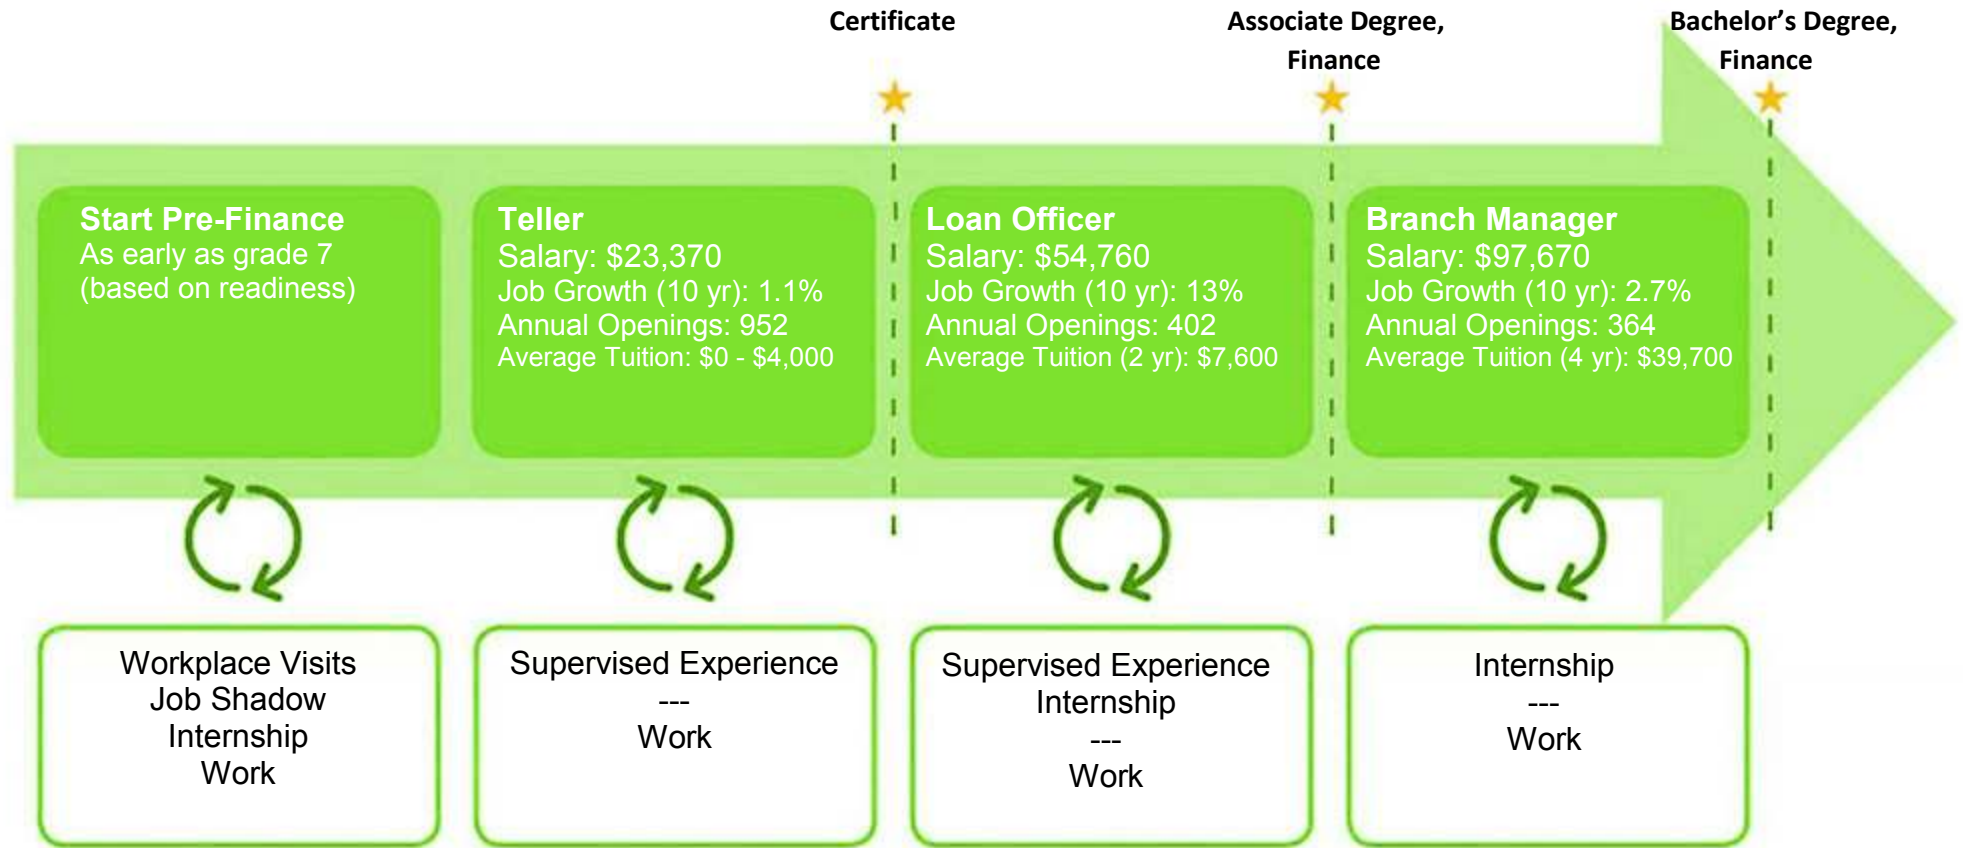 Certificate
Associate Degree,
Finance
Bachelor’s Degree,
Finance
Start Pre-Finance
As early as grade 7
(based on readiness)
Teller
Salary: $23,370
Job Growth (10 yr): 1.1%
Annual Openings: 952
Average Tuition: $0 - $4,000
Loan Officer
Salary: $54,760
Job Growth (10 yr): 13%
Annual Openings: 402
Average Tuition (2 yr): $7,600
Branch Manager
Salary: $97,670
Job Growth (10 yr): 2.7%
Annual Openings: 364
Average Tuition (4 yr): $39,700
Workplace Visits
Job Shadow
Internship
Work
Supervised Experience
---
Work
Supervised Experience
Internship
---
Work
Internship
---
Work